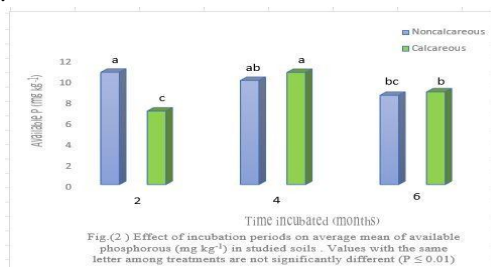 Noncalcareous
Calcareous
Available P (mg kg-1)
12
10
8
6
4
2
0
a
c
ab
a
bc
b
2
4
6
Time incubated (months)
Fig.(2 ) Effect of incubation periods on average mean of available
phosphorous (mg kg-1) in studied soils . Values with the same
letter among treatments are not significantly different (P ≤ 0.01)